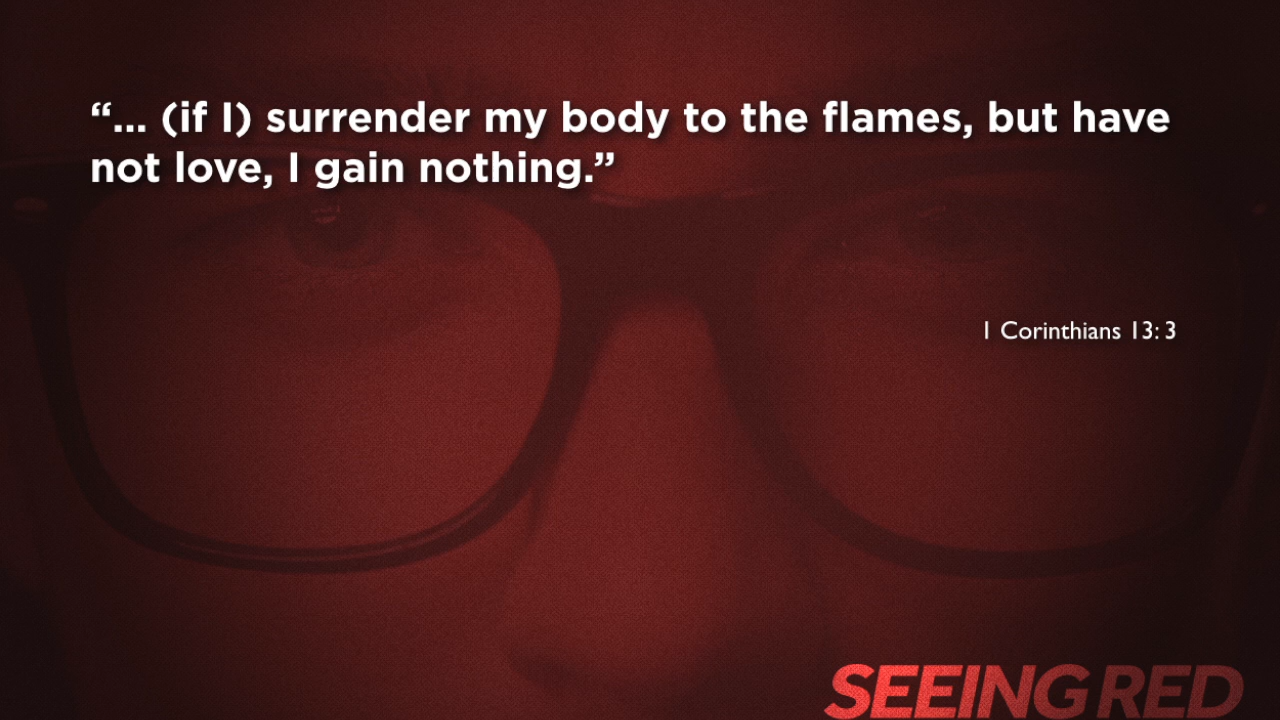 “... (if I) surrender my body to the flames, but have
not love, I gain nothing.”
1 Corinthians 13:3
SEEING RED